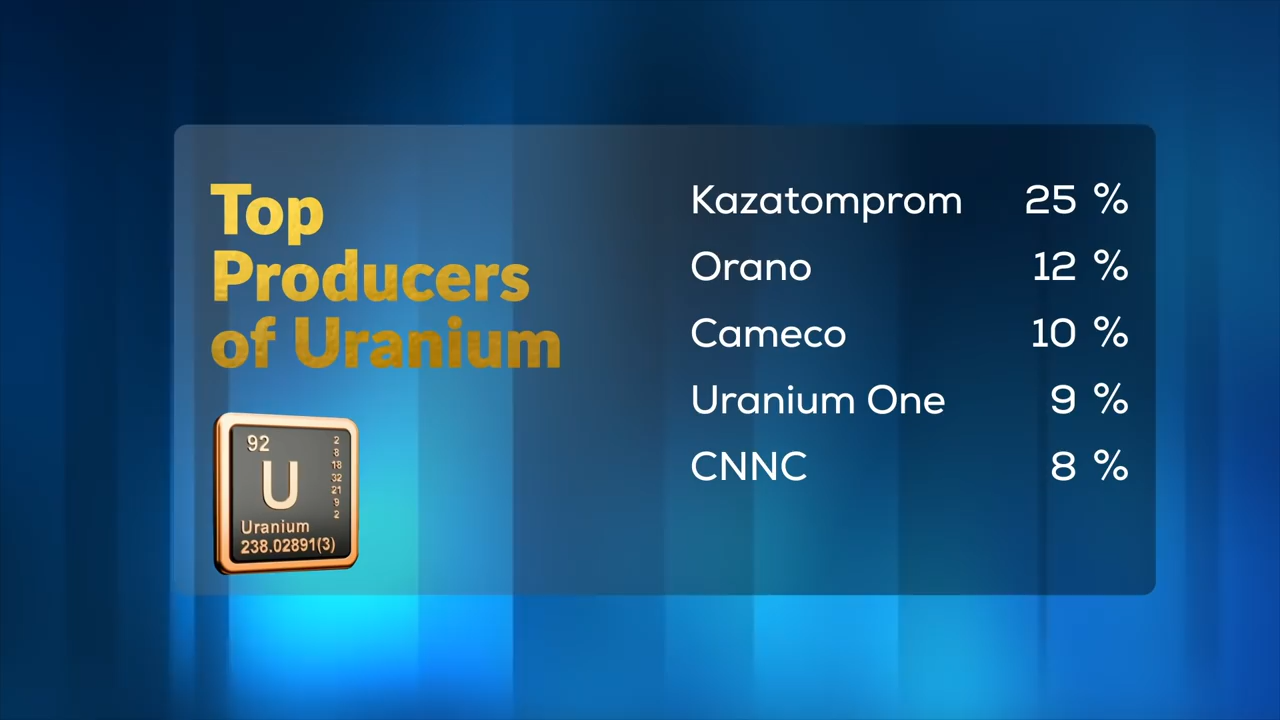 Top
Producers
of Uranium
Kazatomprom 25 %
Orano 12 %
Cameco 10 %
Uranium One 9 %
CNNC 8 %
92
U
Uranium
238.02891(3)
2
8
18
32
21
9
2